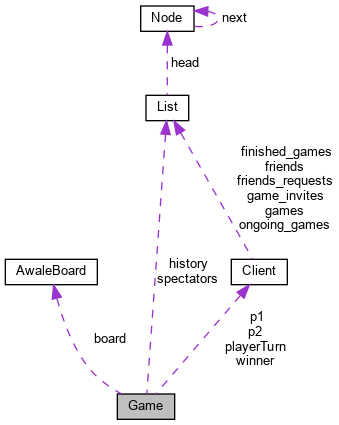 Node
next
head
List
finished_games
friends
friends_requests
game_invites
games
ongoing_games
history
spectators
AwaleBoard
Client
board
p1
p2
playerTurn
winner
Game